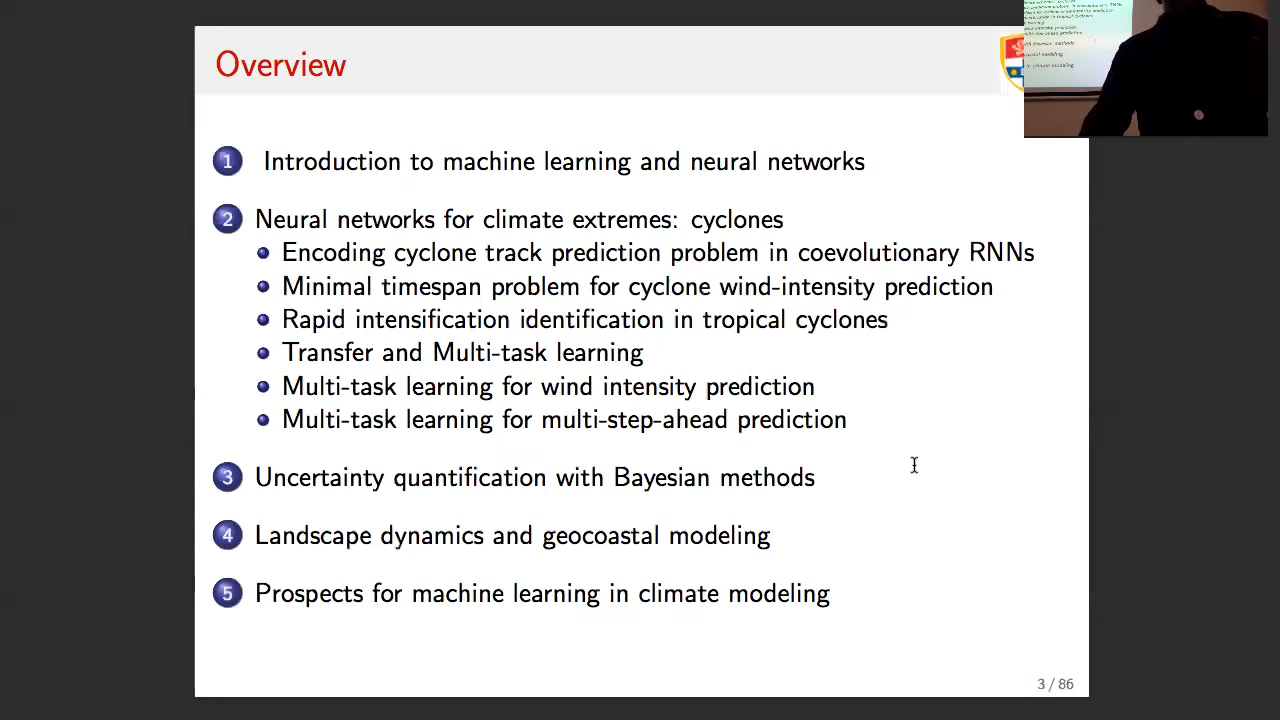 Overview
1 Introduction to machine learning and neural networks
2 Neural networks for climate extremes: cyclones
Encoding cyclone track prediction problem in coevolutionary RNNs
Minimal timespan problem for cyclone wind-intensity prediction
Rapid intensification identification in tropical cyclones
Transfer and Multi-task learning
Multi-task learning for wind intensity prediction
Multi-task learning for multi-step-ahead prediction
3 Uncertainty quantification with Bayesian methods
4 Landscape dynamics and geocoastal modeling
5 Prospects for machine learning in climate modeling
3 / 86